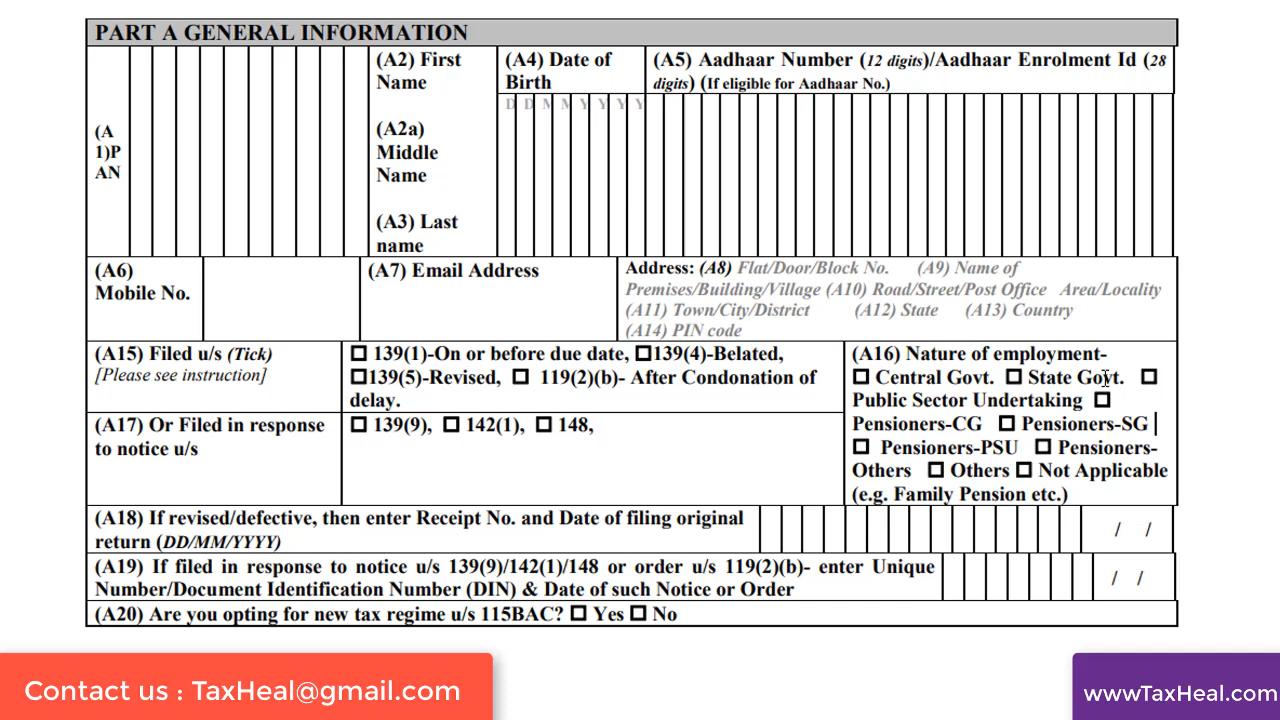 PART A GENERAL INFORMATION
(A
1)P
AN
(A2) First
Name
(A2a)
Middle
Name
(A3) Last
name
(A4) Date of
Birth
D D M M Y Y Y Y
(A5) Aadhaar Number (12 digits)/Aadhaar Enrolment Id (28
digits) (If eligible for Aadhaar No.)
(A6)
Mobile No.
(A7) Email Address
Address: (A8) Flat/Door/Block No. (A9) Name of
Premises/Building/Village (A10) Road/Street/Post Office Area/Locality
(A11) Town/City/District (A12) State (A13) Country
(A14) PIN code
(A15) Filed u/s (Tick)
[Please see instruction]
☐ 139(1)-On or before due date, ☐139(4)-Belated,
☐139(5)-Revised, ☐ 119(2)(b)- After Condonation of
delay.
(A16) Nature of employment-
☐ Central Govt. ☐ State Govt. ☐
Public Sector Undertaking ☐
Pensioners-CG ☐ Pensioners-SG
☐ Pensioners-PSU ☐ Pensioners-
Others ☐ Others ☐ Not Applicable
(e.g. Family Pension etc.)
(A17) Or Filed in response
to notice u/s
☐ 139(9), ☐ 142(1), ☐ 148,
(A18) If revised/defective, then enter Receipt No. and Date of filing original
return (DD/MM/YYYY)
/ /
(A19) If filed in response to notice u/s 139(9)/142(1)/148 or order u/s 119(2)(b)- enter Unique
Number/Document Identification Number (DIN) & Date of such Notice or Order
/ /
(A20) Are you opting for new tax regime u/s 115BAC? ☐ Yes ☐ No
Contact us : TaxHeal@gmail.com
wwwTaxHeal.com